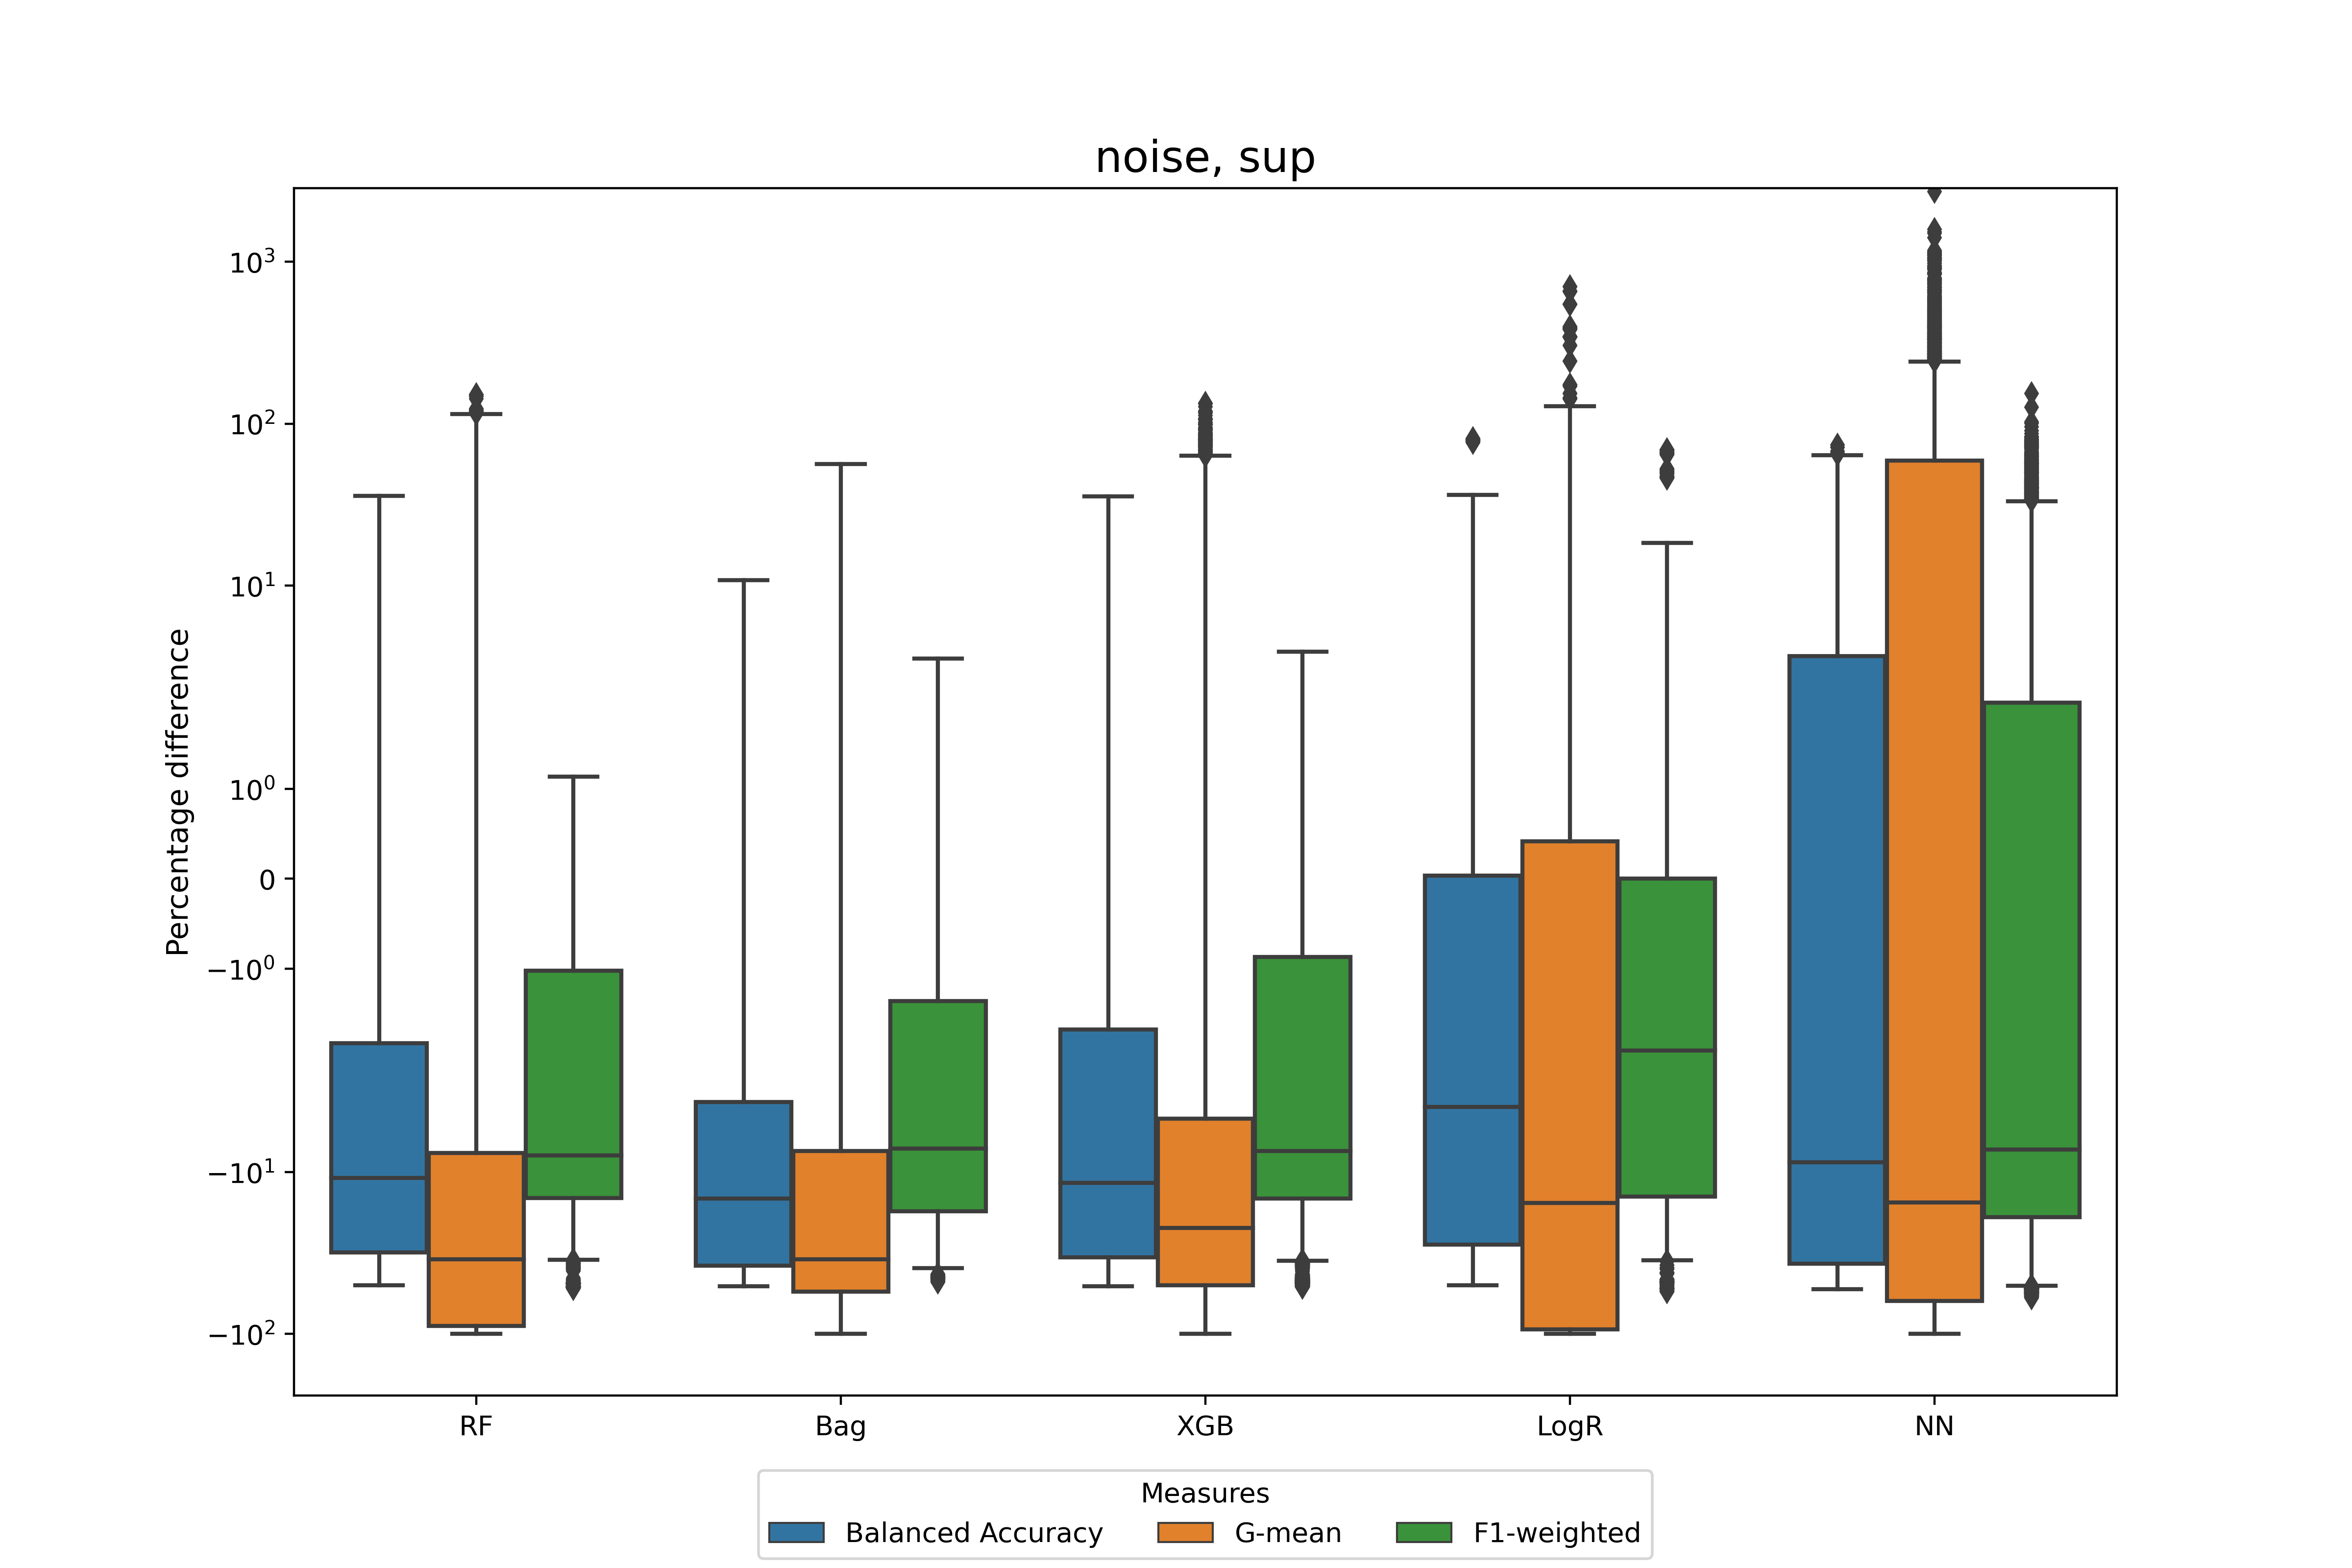 noise, sup
10³
10²
10¹
10⁰
0
−10⁰
−10¹
−10²
Percentage difference
RF Bag XGB LogR NN
Measures
Balanced Accuracy G-mean F1-weighted